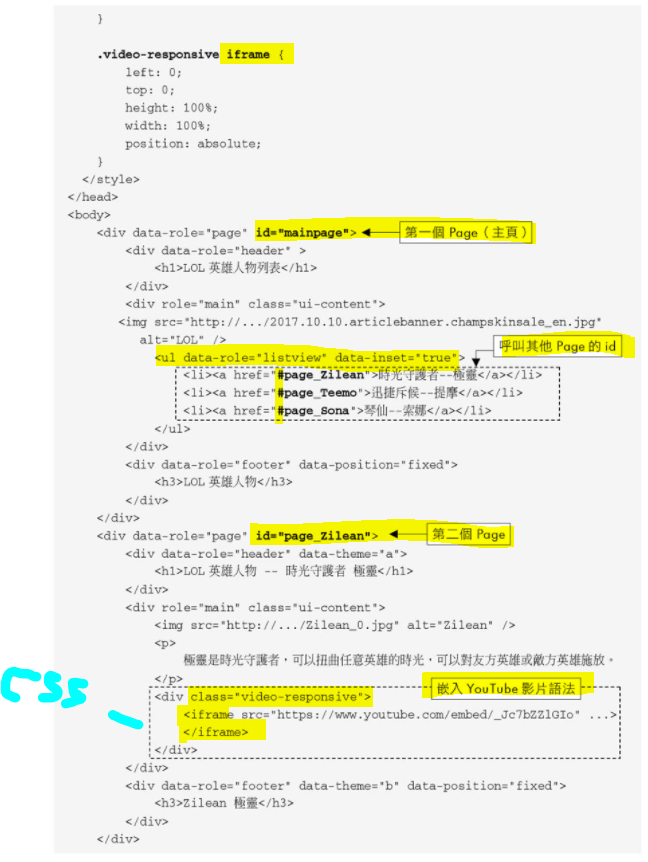 }
.video-responsive iframe {
left: 0;
top: 0;
height: 100%;
width: 100%;
position: absolute;
}
</style>
</head>
<body>
<div data-role="page" id="mainpage"> 第一個 Page（主頁）
<div data-role="header" >
<h1>LOL 英雄人物列表</h1>
</div>
<div role="main" class="ui-content">
<img src="http://.../2017.10.10.articlebanner.champskinsale_en.jpg"
alt="LOL" />
呼叫其他 Page 的 id
<ul data-role="listview" data-inset="true">
<li><a href="#page_Zilean">時光守護者--極靈</a></li>
<li><a href="#page_Teemo">迅捷斥候--提摩</a></li>
<li><a href="#page_Sona">琴仙--索娜</a></li>
</ul>
</div>
<div data-role="footer" data-position="fixed">
<h3>LOL 英雄人物</h3>
</div>
</div>
<div data-role="page" id="page_Zilean"> 第二個 Page
<div data-role="header" data-theme="a">
<h1>LOL 英雄人物 -- 時光守護者 極靈</h1>
</div>
<div role="main" class="ui-content">
<img src="http://.../Zilean_0.jpg" alt="Zilean" />
<p>
極靈是時光守護者，可以扭曲任意英雄的時光，可以對友方英雄或敵方英雄施放。
</p>
CSS
嵌入 YouTube 影片語法
<div class="video-responsive">
<iframe src="https://www.youtube.com/embed/_Jc7bZZlGIo" ...>
</iframe>
</div>
</div>
<div data-role="footer" data-theme="b" data-position="fixed">
<h3>Zilean 極靈</h3>
</div>
</div>